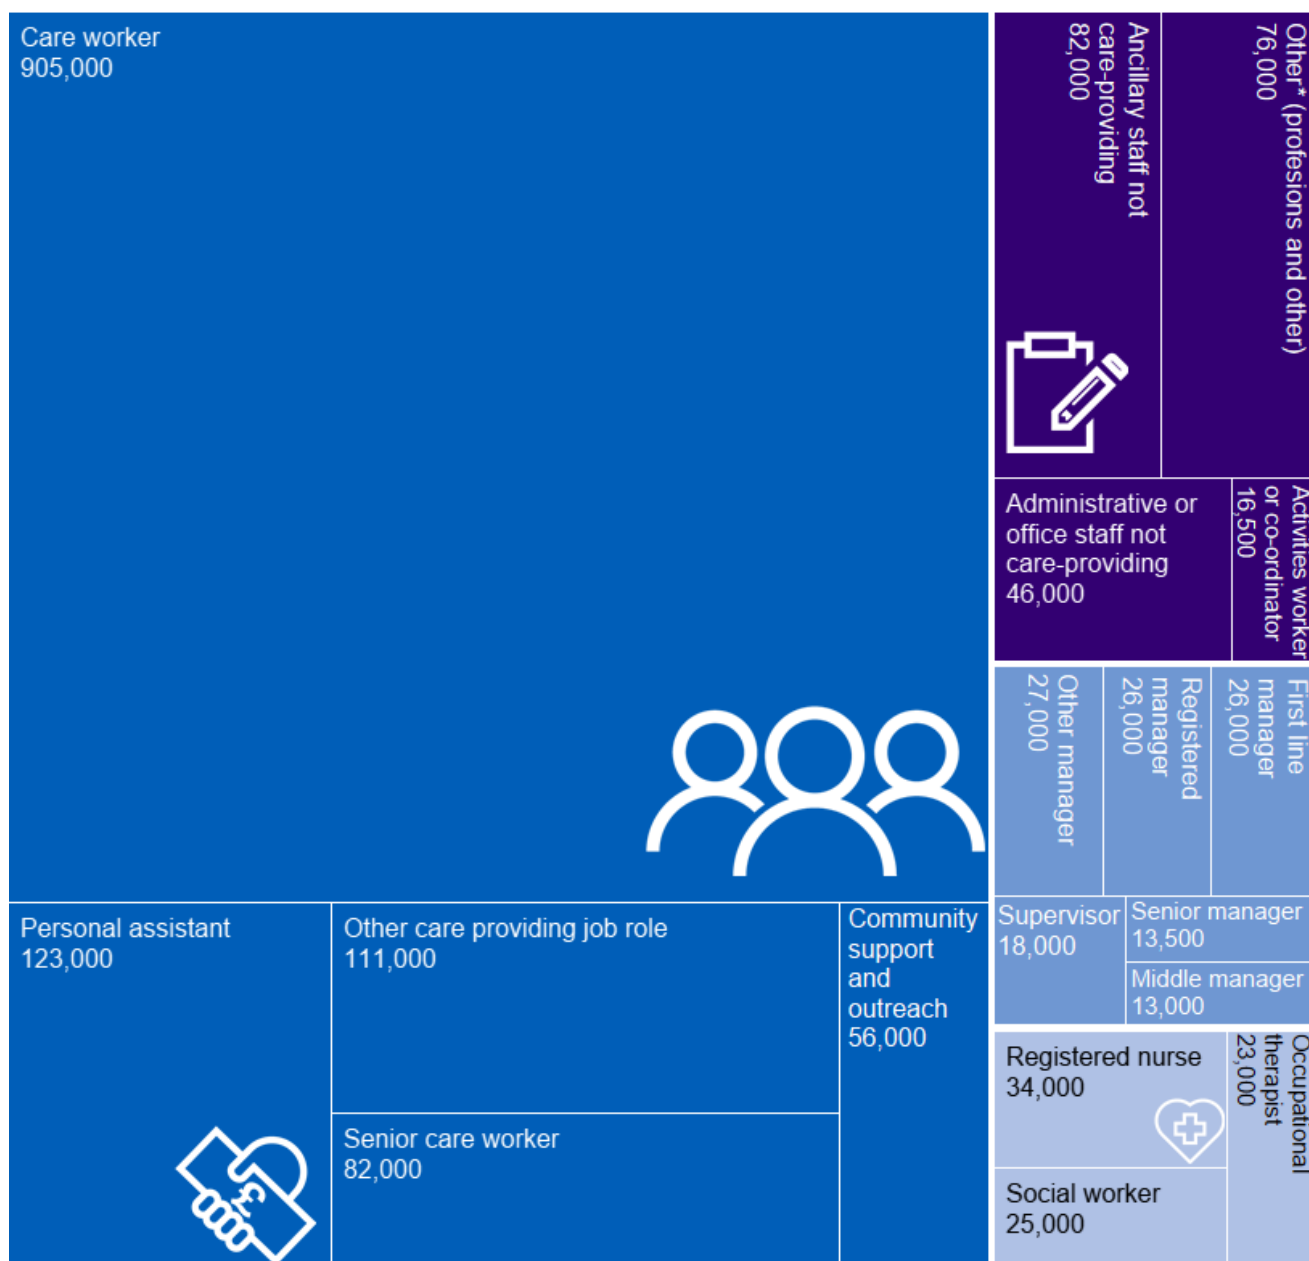 Care worker
905,000
Ancillary staff not
care-providing
82,000
Other* (profesions and other)
76,000
Administrative or
office staff not
care-providing
46,000
Activities worker
or co-ordinator
16,500
Other manager
27,000
Registered
manager
26,000
First line
manager
26,000
Personal assistant
123,000
Other care providing job role
111,000
Community
support
and
outreach
56,000
Supervisor
18,000
Senior manager
13,500
Middle manager
13,000
Senior care worker
82,000
Registered nurse
34,000
Occupational
therapist
23,000
Social worker
25,000
£